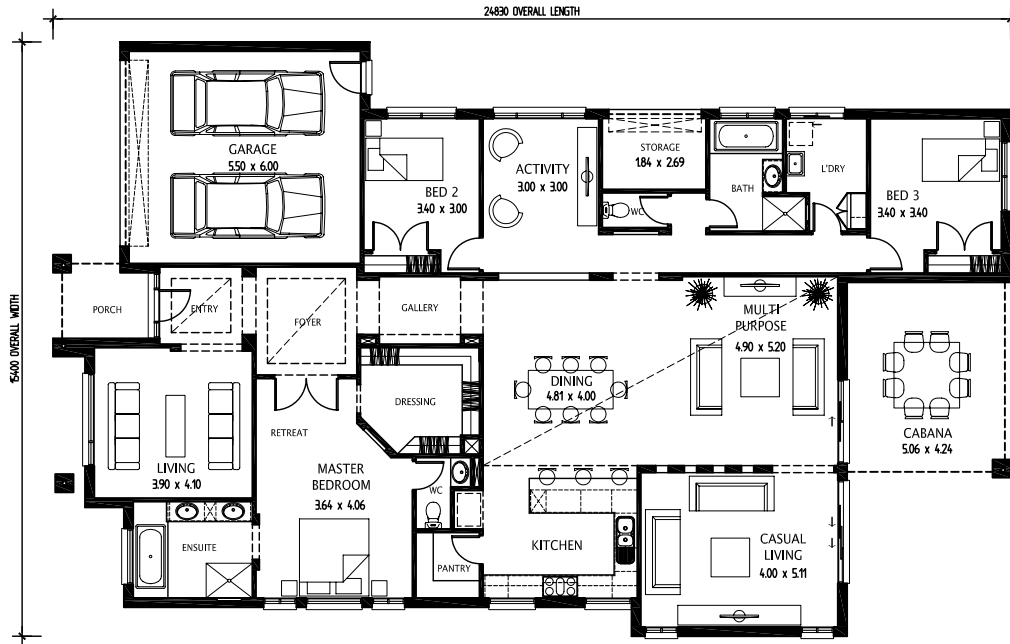 24830 OVERALL LENGTH
15400 OVERALL WIDTH
GARAGE
5.50 x 6.00
BED 2
3.40 x 3.00
ACTIVITY
3.00 x 3.00
STORAGE
1.84 x 2.69
WC
BATH
L'DRY
BED 3
3.40 x 3.40
PORCH
ENTRY
FOYER
GALLERY
MULTI
PURPOSE
4.90 x 5.20
DINING
4.81 x 4.00
CABANA
5.06 x 4.24
DRESSING
RETREAT
LIVING
3.90 x 4.10
MASTER
BEDROOM
3.64 x 4.06
WC
ENSUITE
PANTRY
KITCHEN
CASUAL
LIVING
4.00 x 5.11